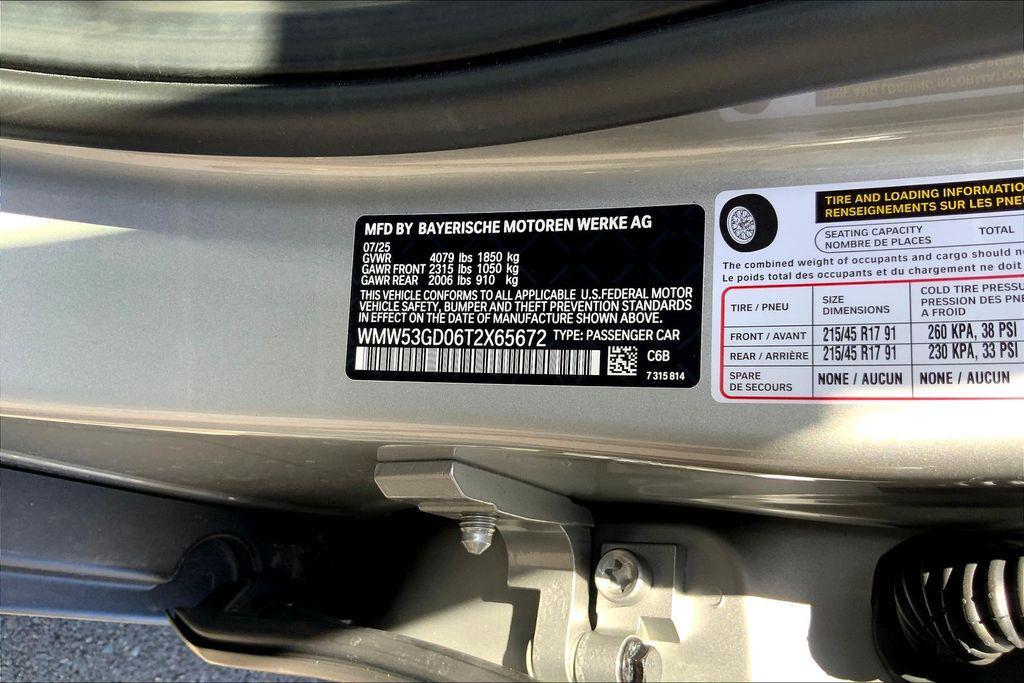 MFD BY BAYERISCHE MOTOREN WERKE AG
07/25
GVWR 4079 lbs 1850 kg
GAWR FRONT 2315 lbs 1050 kg
GAWR REAR 2006 lbs 910 kg
THIS VEHICLE CONFORMS TO ALL APPLICABLE U.S.FEDERAL MOTOR
VEHICLE SAFETY, BUMPER AND THEFT PREVENTION STANDARDS
IN EFFECT ON THE DATE OF MANUFACTURE SHOWN ABOVE.
WMW53GD06T2X65672 TYPE: PASSENGER CAR
C6B
7 315 814
TIRE AND LOADING INFORMATIO
RENSEIGNEMENTS SUR LES PNE
SEATING CAPACITY TOTAL
NOMBRE DE PLACES
The combined weight of occupants and cargo should n
Le poids total des occupants et du chargement ne doit
TIRE / PNEU SIZE DIMENSIONS COLD TIRE PRESSU PRESSION DES PNE A FROID
FRONT / AVANT 215/45 R17 91 260 KPA, 38 PSI
REAR / ARRIÈRE 215/45 R17 91 230 KPA, 33 PSI
SPARE DE SECOURS NONE / AUCUN NONE / AUCUN